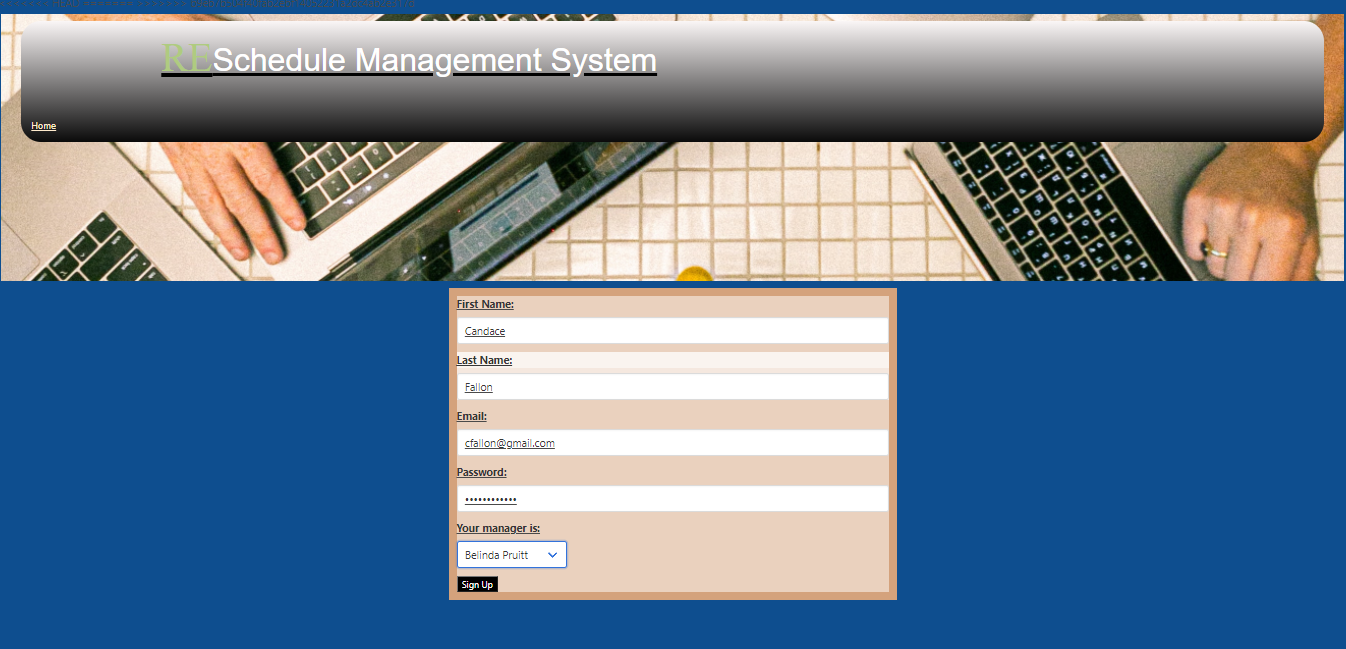 <<<<<<< HEAD ======= >>>>>>>
RESchedule Management System
Home
First Name:
Candace
Last Name:
Fallon
Email:
cfallon@gmail.com
Password:
••••••••••••
Your manager is:
Belinda Pruitt
Sign Up